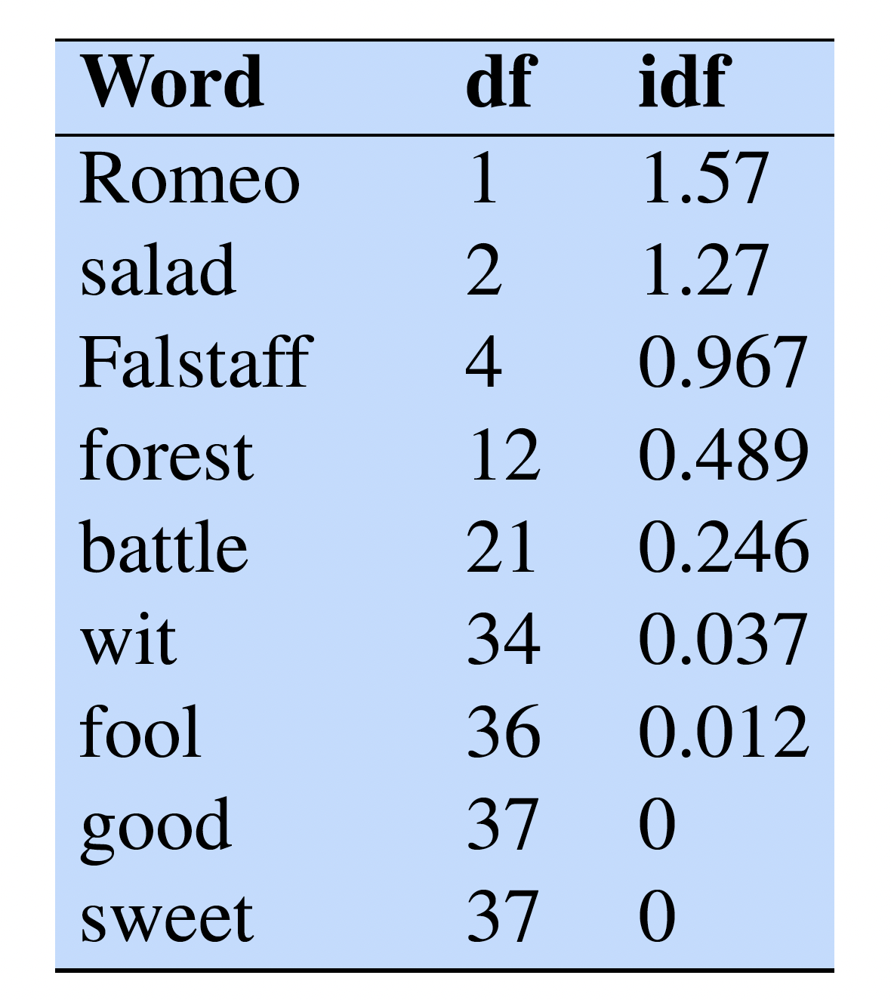 Word df idf
Romeo 1 1.57
salad 2 1.27
Falstaff 4 0.967
forest 12 0.489
battle 21 0.246
wit 34 0.037
fool 36 0.012
good 37 0
sweet 37 0